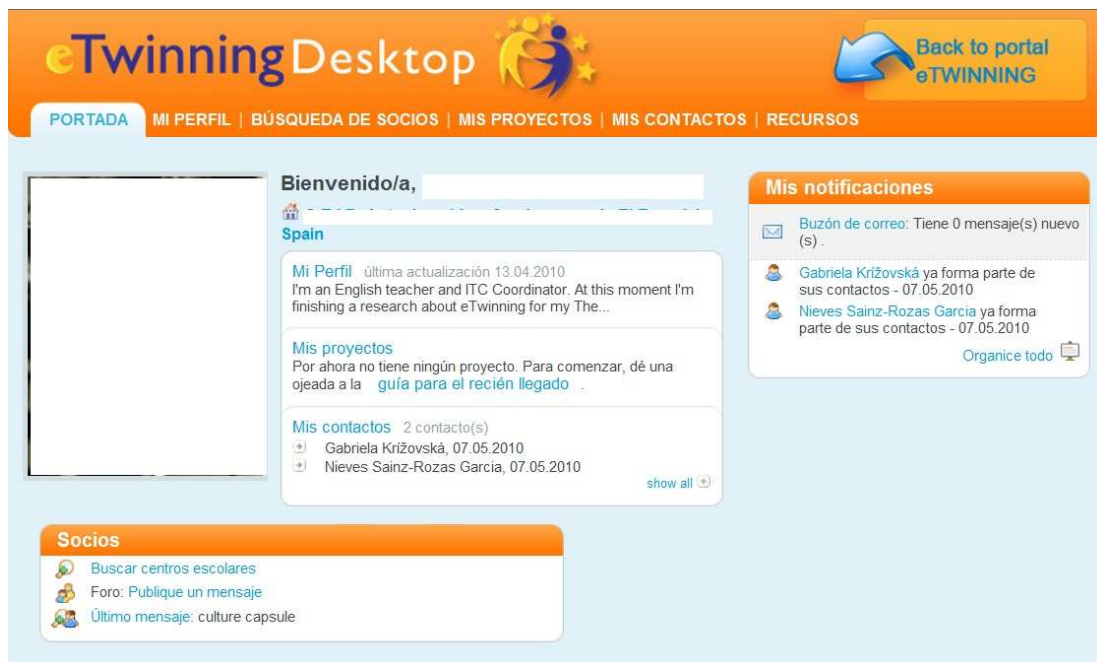 eTwinning Desktop
Back to portal
eTWINNING
PORTADA MI PERFIL | BÚSQUEDA DE SOCIOS | MIS PROYECTOS | MIS CONTACTOS | RECURSOS
Bienvenido/a,
Spain
Mi Perfil última actualización 13.04.2010
I'm an English teacher and ITC Coordinator. At this moment I'm
finishing a research about eTwinning for my The...
Mis proyectos
Por ahora no tiene ningún proyecto. Para comenzar, dé una
ojeada a la guía para el recién llegado .
Mis contactos 2 contacto(s)
Gabriela Krížovská, 07.05.2010
Nieves Sainz-Rozas Garcia, 07.05.2010
show all
Mis notificaciones
Buzón de correo: Tiene 0 mensaje(s) nuevo
(s) .
Gabriela Krížovská ya forma parte de
sus contactos - 07.05.2010
Nieves Sainz-Rozas Garcia ya forma
parte de sus contactos - 07.05.2010
Organice todo
Socios
Buscar centros escolares
Foro: Publique un mensaje
Último mensaje: culture capsule